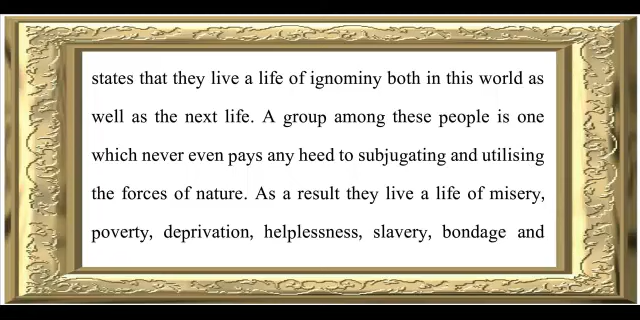 states that they live a life of ignominy both in this world as
well as the next life. A group among these people is one
which never even pays any heed to subjugating and utilising
the forces of nature. As a result they live a life of misery,
poverty, deprivation, helplessness, slavery, bondage and